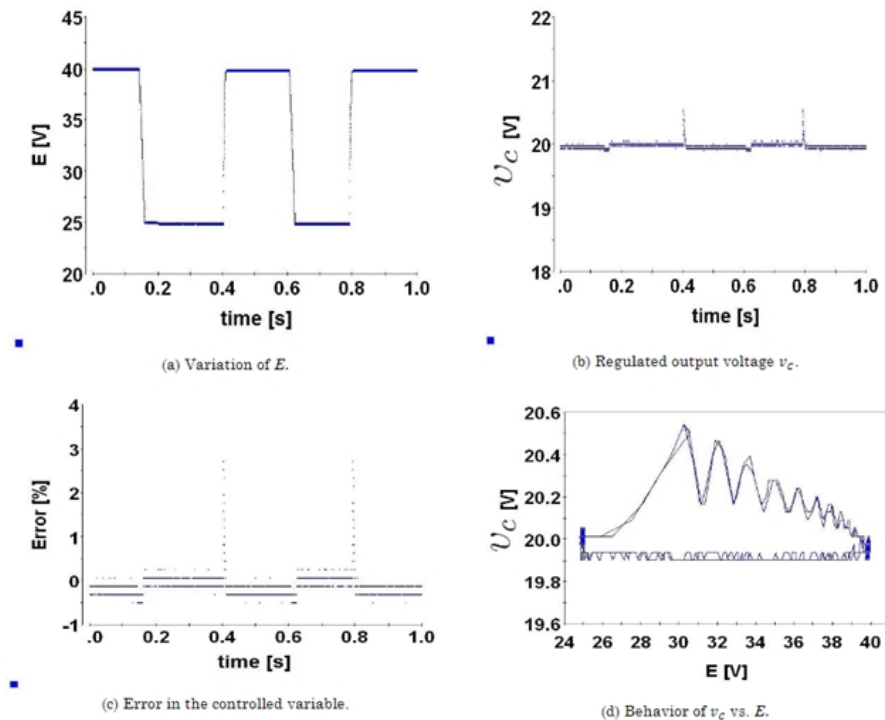 45
40
35
30
25
20
E [V]
.0 0.2 0.4 0.6 0.8 1.0
time [s]
(a) Variation of E.
22
21
20
19
18
v_C [V]
.0 0.2 0.4 0.6 0.8 1.0
time [s]
(b) Regulated output voltage v_C.
4
3
2
1
0
-1
Error [%]
.0 0.2 0.4 0.6 0.8 1.0
time [s]
(c) Error in the controlled variable.
20.6
20.4
20.2
20.0
19.8
19.6
v_C [V]
24 26 28 30 32 34 36 38 40
E [V]
(d) Behavior of v_C vs. E.